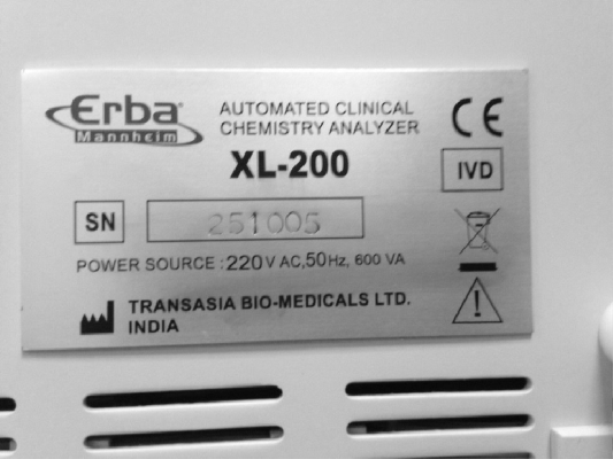 Erba
Mannheim
AUTOMATED CLINICAL
CHEMISTRY ANALYZER
XL-200
CE
IVD
SN
251005
POWER SOURCE : 220V AC,50Hz, 600 VA
TRANSASIA BIO-MEDICALS LTD.
INDIA